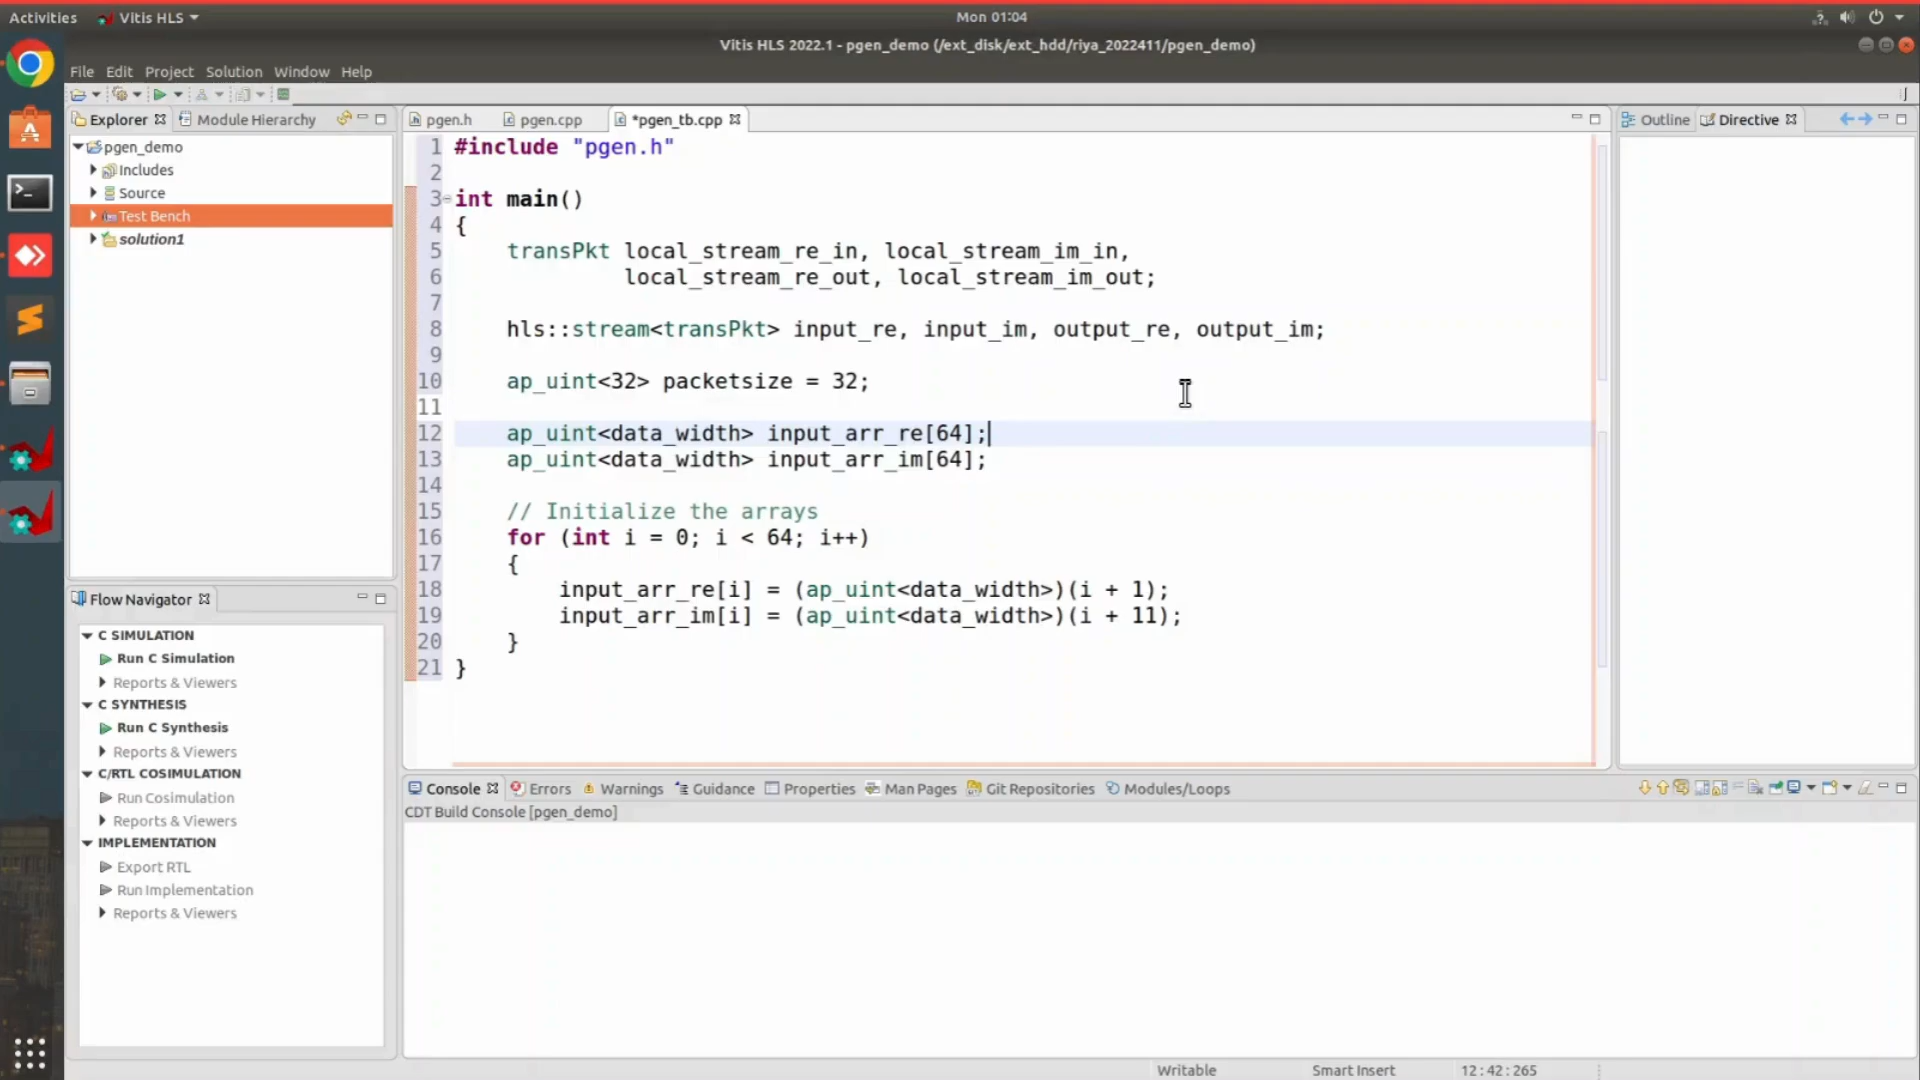 Activities Vitis HLS Mon 01:04
Vitis HLS 2022.1 - pgen_demo (/ext_disk/ext_hdd/riya_2022411/pgen_demo)
File Edit Project Solution Window Help
Explorer Module Hierarchy
pgen_demo
Includes
Source
Test Bench
solution1
Flow Navigator
C SIMULATION
Run C Simulation
Reports & Viewers
C SYNTHESIS
Run C Synthesis
Reports & Viewers
C/RTL COSIMULATION
Run Cosimulation
Reports & Viewers
IMPLEMENTATION
Export RTL
Run Implementation
Reports & Viewers
pgen.h pgen.cpp *pgen_tb.cpp
1 #include "pgen.h"
2
3 int main()
4 {
5 transPkt local_stream_re_in, local_stream_im_in,
6 local_stream_re_out, local_stream_im_out;
7
8 hls::stream<transPkt> input_re, input_im, output_re, output_im;
9
10 ap_uint<32> packetsize = 32;
11
12 ap_uint<data_width> input_arr_re[64];
13 ap_uint<data_width> input_arr_im[64];
14
15 // Initialize the arrays
16 for (int i = 0; i < 64; i++)
17 {
18 input_arr_re[i] = (ap_uint<data_width>)(i + 1);
19 input_arr_im[i] = (ap_uint<data_width>)(i + 11);
20 }
21 }
Outline Directive
Console Errors Warnings Guidance Properties Man Pages Git Repositories Modules/Loops
CDT Build Console [pgen_demo]
Writable Smart Insert 12:42:265